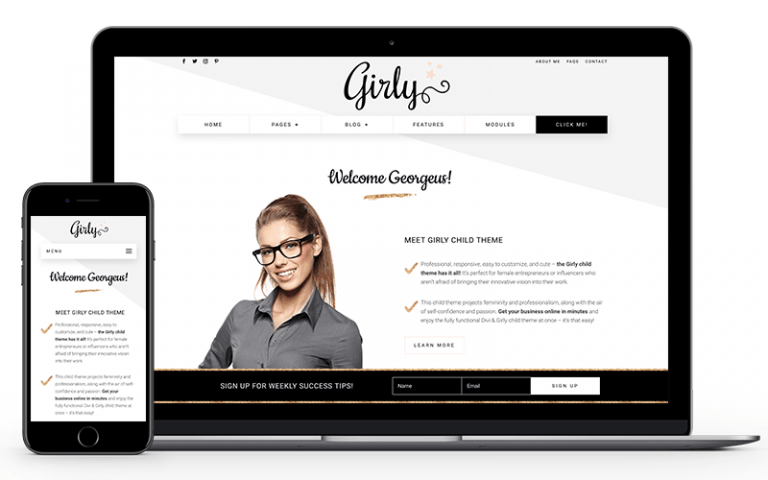 ABOUT ME FAQS CONTACT
Girly
HOME PAGES BLOG FEATURES MODULES CLICK ME!
Welcome Georgeus!
MEET GIRLY CHILD THEME
Professional, responsive, easy to customize, and cute – the Girly child
theme has it all! It's perfect for female entrepreneurs or influencers who
aren't afraid of bringing their innovative vision into their work.
This child theme projects femininity and professionalism, along with the air
of self-confidence and passion. Get your business online in minutes and
enjoy the fully functional Divi & Girly child theme at once – it's that easy!
LEARN MORE
SIGN UP FOR WEEKLY SUCCESS TIPS! Name Email SIGN UP
Girly
MENU
Welcome Georgeus!
MEET GIRLY CHILD THEME
Professional, responsive, easy to
customize, and cute – the Girly child
theme has it all! It's perfect for female
entrepreneurs or influencers who aren't
afraid of bringing their innovative vision
into their work.
This child theme projects femininity and
professionalism, along with the air of self-
confidence and passion. Get your
business online in minutes and enjoy the
fully functional Divi & Girly child theme at
once – it's that easy!